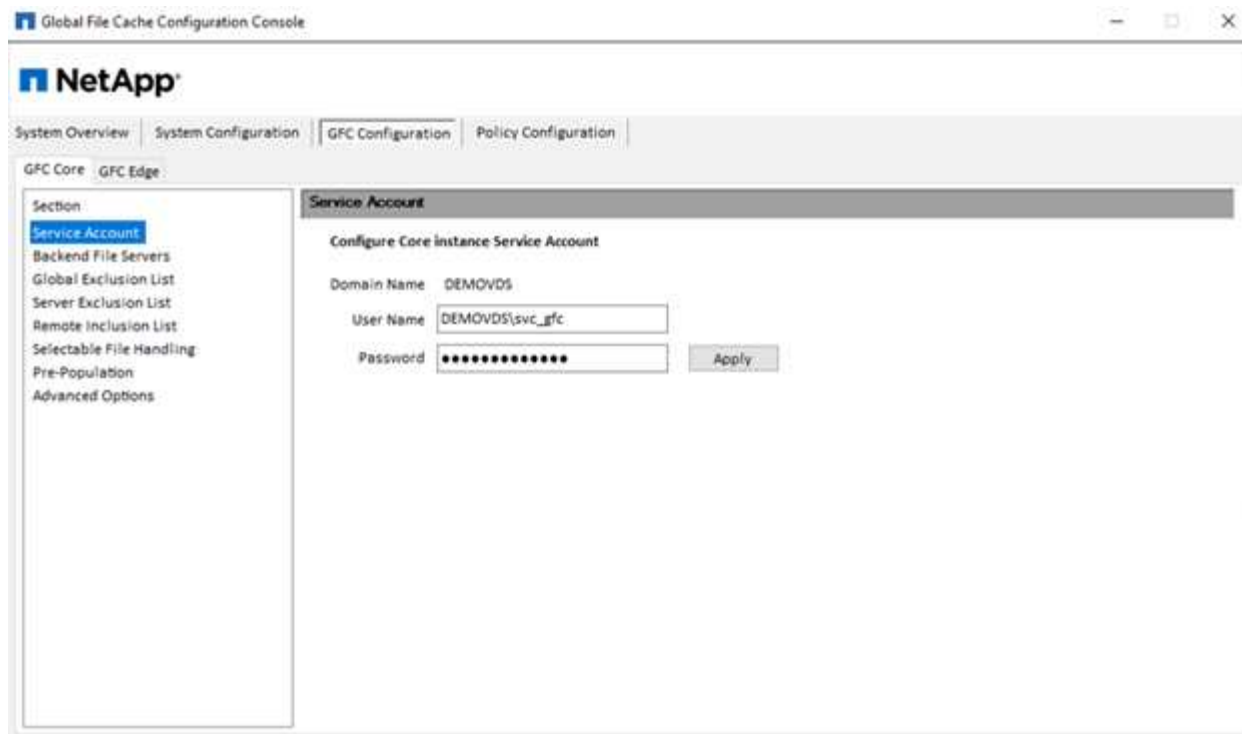 Global File Cache Configuration Console
NetApp
System Overview System Configuration GFC Configuration Policy Configuration
GFC Core GFC Edge
Section
Service Account
Backend File Servers
Global Exclusion List
Server Exclusion List
Remote Inclusion List
Selectable File Handling
Pre-Population
Advanced Options
Service Account
Configure Core instance Service Account
Domain Name DEMOVDS
User Name DEMOVDS\svc_gfc
Password ●●●●●●●●●●●●● Apply